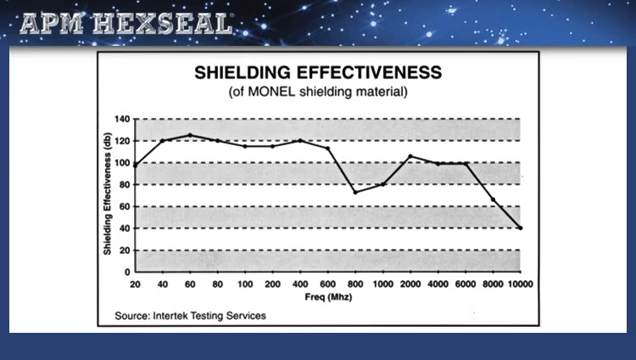 APM HEXSEAL
SHIELDING EFFECTIVENESS
(of MONEL shielding material)
Shielding Effectiveness (db)
140
120
100
80
60
40
20
0
20 40 60 80 100 200 400 600 800 1000 2000 4000 6000 8000 10000
Freq (Mhz)
Source: Intertek Testing Services